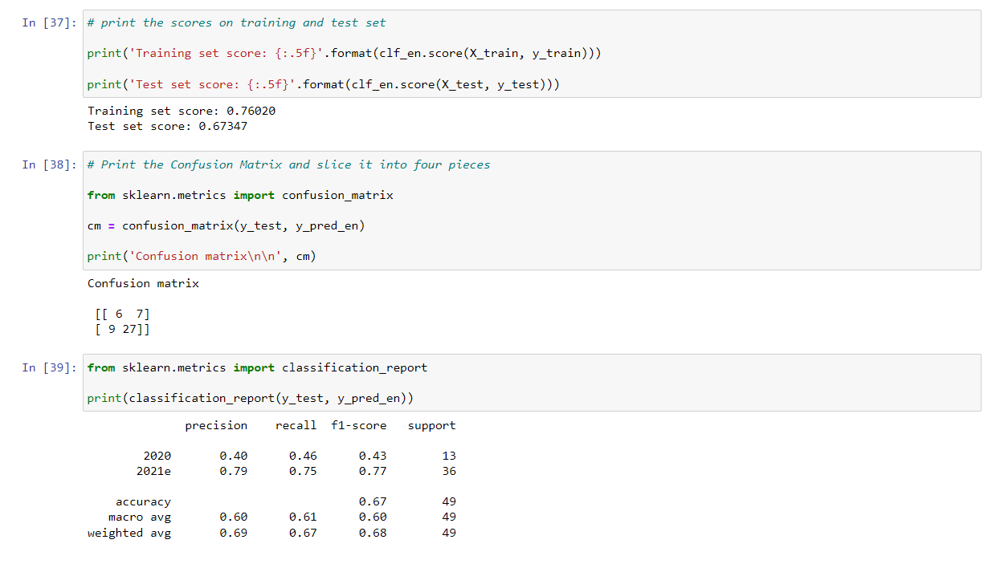 In [37]: # print the scores on training and test set
print('Training set score: {:.5f}'.format(clf_en.score(X_train, y_train)))
print('Test set score: {:.5f}'.format(clf_en.score(X_test, y_test)))
Training set score: 0.76020
Test set score: 0.67347
In [38]: # Print the Confusion Matrix and slice it into four pieces
from sklearn.metrics import confusion_matrix
cm = confusion_matrix(y_test, y_pred_en)
print('Confusion matrix\n\n', cm)
Confusion matrix
[[ 6  7]
[ 9 27]]
In [39]: from sklearn.metrics import classification_report
print(classification_report(y_test, y_pred_en))
precision recall f1-score support
2020 0.40 0.46 0.43 13
2021e 0.79 0.75 0.77 36
accuracy 0.67 49
macro avg 0.60 0.61 0.60 49
weighted avg 0.69 0.67 0.68 49